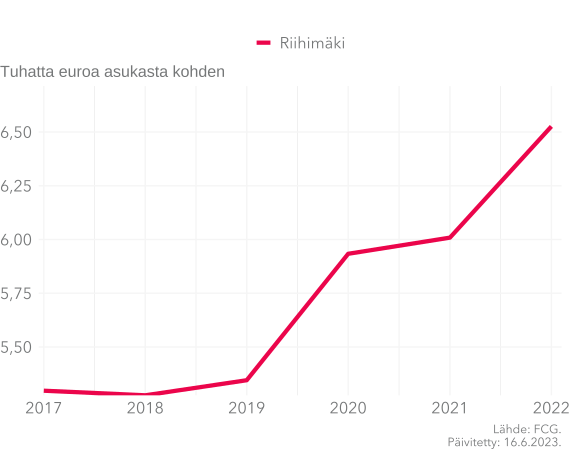 Riihimäki
Tuhatta euroa asukasta kohden
6,50
6,25
6,00
5,75
5,50
2017 2018 2019 2020 2021 2022
Lähde: FCG.
Päivitetty: 16.6.2023.